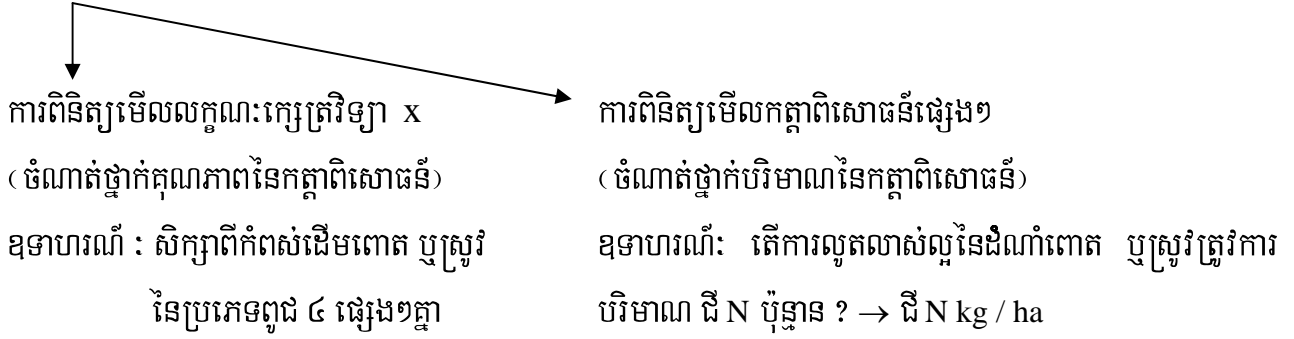 ការពិនិត្យមើលលក្ខណៈក្សេត្រវិទ្យា x
(ចំណាត់ថ្នាក់គុណភាពនៃកត្តាពិសោធន៍)
ឧទាហរណ៍ : សិក្សាពីកំពស់ដើមពោត ឬស្រូវ
នៃប្រភេទពូជ ៤ ផ្សេងៗគ្នា
ការពិនិត្យមើលកត្តាពិសោធន៍ផ្សេងៗ
(ចំណាត់ថ្នាក់បរិមាណនៃកត្តាពិសោធន៍)
ឧទាហរណ៍: តើការលូតលាស់ល្អនៃដំណាំពោត ឬស្រូវត្រូវការ
បរិមាណ ជី N ប៉ុន្មាន ? → ជី N kg / ha